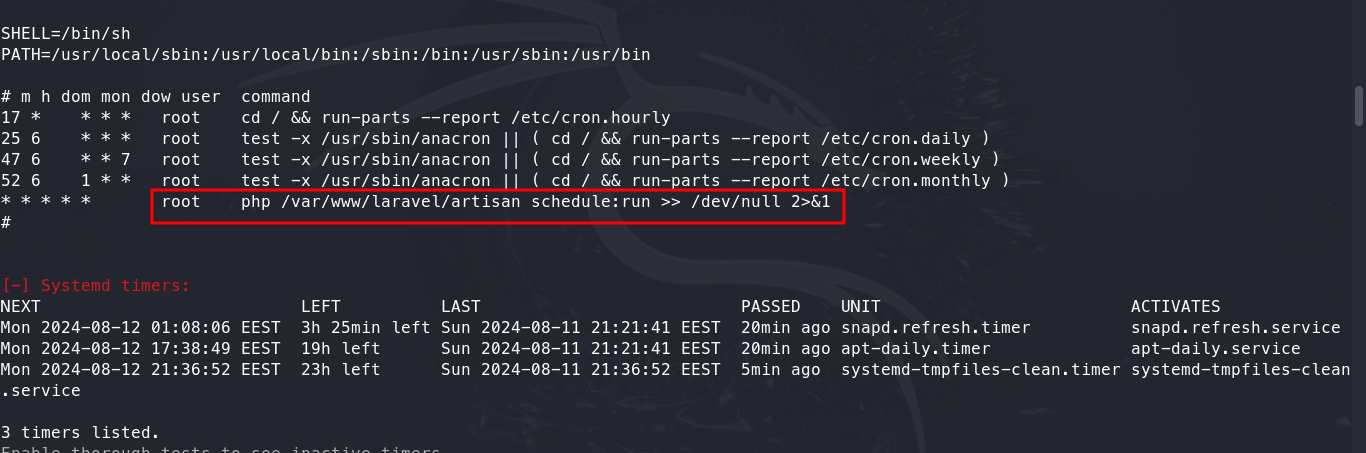 SHELL=/bin/sh
PATH=/usr/local/sbin:/usr/local/bin:/sbin:/bin:/usr/sbin:/usr/bin
# m h dom mon dow user  command
17 *    * * *   root    cd / && run-parts --report /etc/cron.hourly
25 6    * * *   root    test -x /usr/sbin/anacron || ( cd / && run-parts --report /etc/cron.daily )
47 6    * * 7   root    test -x /usr/sbin/anacron || ( cd / && run-parts --report /etc/cron.weekly )
52 6    1 * *   root    test -x /usr/sbin/anacron || ( cd / && run-parts --report /etc/cron.monthly )
* * * * *       root    php /var/www/laravel/artisan schedule:run >> /dev/null 2>&1
#
[-] Systemd timers:
NEXT                          LEFT          LAST                          PASSED    UNIT                         ACTIVATES
Mon 2024-08-12 01:08:06 EEST  3h 25min left Sun 2024-08-11 21:21:41 EEST  20min ago snapd.refresh.timer          snapd.refresh.service
Mon 2024-08-12 17:38:49 EEST  19h left      Sun 2024-08-11 21:21:41 EEST  20min ago apt-daily.timer              apt-daily.service
Mon 2024-08-12 21:36:52 EEST  23h left      Sun 2024-08-11 21:36:52 EEST  5min ago  systemd-tmpfiles-clean.timer systemd-tmpfiles-clean
.service
3 timers listed.
Enable thorough tests to see inactive timers